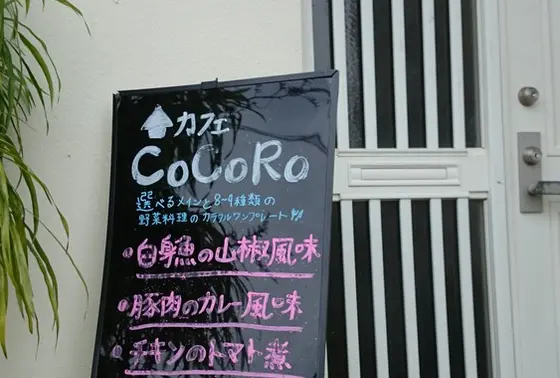 カフェ
CoCoRo
選べるメインと8~9種類の
野菜料理のカラフルワンプレート
・白身魚の山椒風味
・豚肉のカレー風味
・チキンのトマト煮